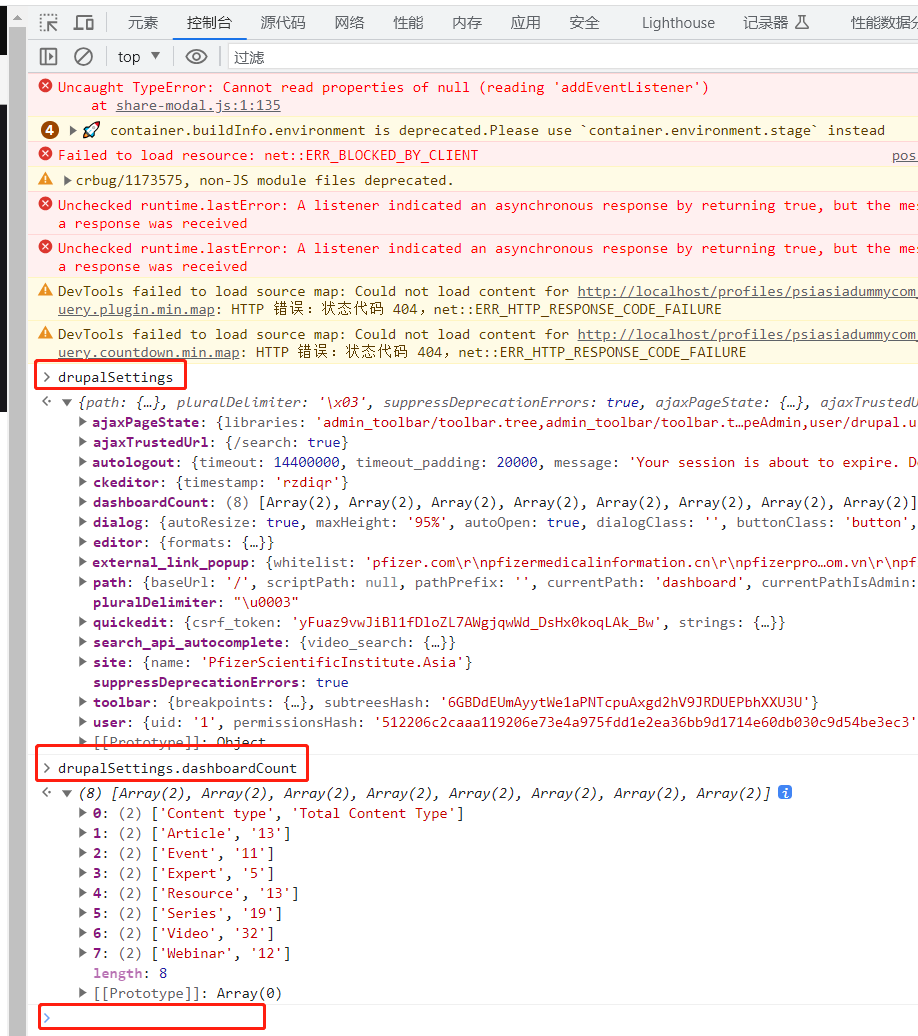 元素 控制台 源代码 网络 性能 内存 应用 安全 Lighthouse 记录器 性能数据分
top ▼ 过滤
Uncaught TypeError: Cannot read properties of null (reading 'addEventListener')
at share-modal.js:1:135
4 ▶ 🚀 container.buildInfo.environment is deprecated.Please use `container.environment.stage` instead
Failed to load resource: net::ERR_BLOCKED_BY_CLIENT pos
▶ crbug/1173575, non-JS module files deprecated.
Unchecked runtime.lastError: A listener indicated an asynchronous response by returning true, but the mes
a response was received
Unchecked runtime.lastError: A listener indicated an asynchronous response by returning true, but the mes
a response was received
DevTools failed to load source map: Could not load content for http://localhost/profiles/psiasiadummycom
uery.plugin.min.map: HTTP 错误：状态代码 404，net::ERR_HTTP_RESPONSE_CODE_FAILURE
DevTools failed to load source map: Could not load content for http://localhost/profiles/psiasiadummycom
uery.countdown.min.map: HTTP 错误：状态代码 404，net::ERR_HTTP_RESPONSE_CODE_FAILURE
> drupalSettings
▼ {path: {…}, pluralDelimiter: '\x03', suppressDeprecationErrors: true, ajaxPageState: {…}, ajaxTrustedU
▶ ajaxPageState: {libraries: 'admin_toolbar/toolbar.tree,admin_toolbar/toolbar.t…peAdmin,user/drupal.u
▶ ajaxTrustedUrl: {/search: true}
▶ autologout: {timeout: 14400000, timeout_padding: 20000, message: 'Your session is about to expire. D
▶ ckeditor: {timestamp: 'rzdiqr'}
▶ dashboardCount: (8) [Array(2), Array(2), Array(2), Array(2), Array(2), Array(2), Array(2), Array(2)]
▶ dialog: {autoResize: true, maxHeight: '95%', autoOpen: true, dialogClass: '', buttonClass: 'button',
▶ editor: {formats: {…}}
▶ external_link_popup: {whitelist: 'pfizer.com\r\npfizermedicalinformation.cn\r\npfizerpro…om.vn\r\npf
▶ path: {baseUrl: '/', scriptPath: null, pathPrefix: '', currentPath: 'dashboard', currentPathIsAdmin:
pluralDelimiter: "\u0003"
▶ quickedit: {csrf_token: 'yFuaz9vwJiBl1fDloZL7AWgjqwWd_DsHx0koqLAk_Bw', strings: {…}}
▶ search_api_autocomplete: {video_search: {…}}
▶ site: {name: 'PfizerScientificInstitute.Asia'}
suppressDeprecationErrors: true
▶ toolbar: {breakpoints: {…}, subtreesHash: '6GBDdEUmAyytWe1aPNTcpuAxgd2hV9JRDUEPbhXXU3U'}
▶ user: {uid: '1', permissionsHash: '512206c2caaa119206e73e4a975fdd1e2ea36bb9d1714e60db030c9d54be3ec3'
▶ [[Prototype]]: Object
> drupalSettings.dashboardCount
▼ (8) [Array(2), Array(2), Array(2), Array(2), Array(2), Array(2), Array(2), Array(2)] i
▶ 0: (2) ['Content type', 'Total Content Type']
▶ 1: (2) ['Article', '13']
▶ 2: (2) ['Event', '11']
▶ 3: (2) ['Expert', '5']
▶ 4: (2) ['Resource', '13']
▶ 5: (2) ['Series', '19']
▶ 6: (2) ['Video', '32']
▶ 7: (2) ['Webinar', '12']
length: 8
▶ [[Prototype]]: Array(0)
>